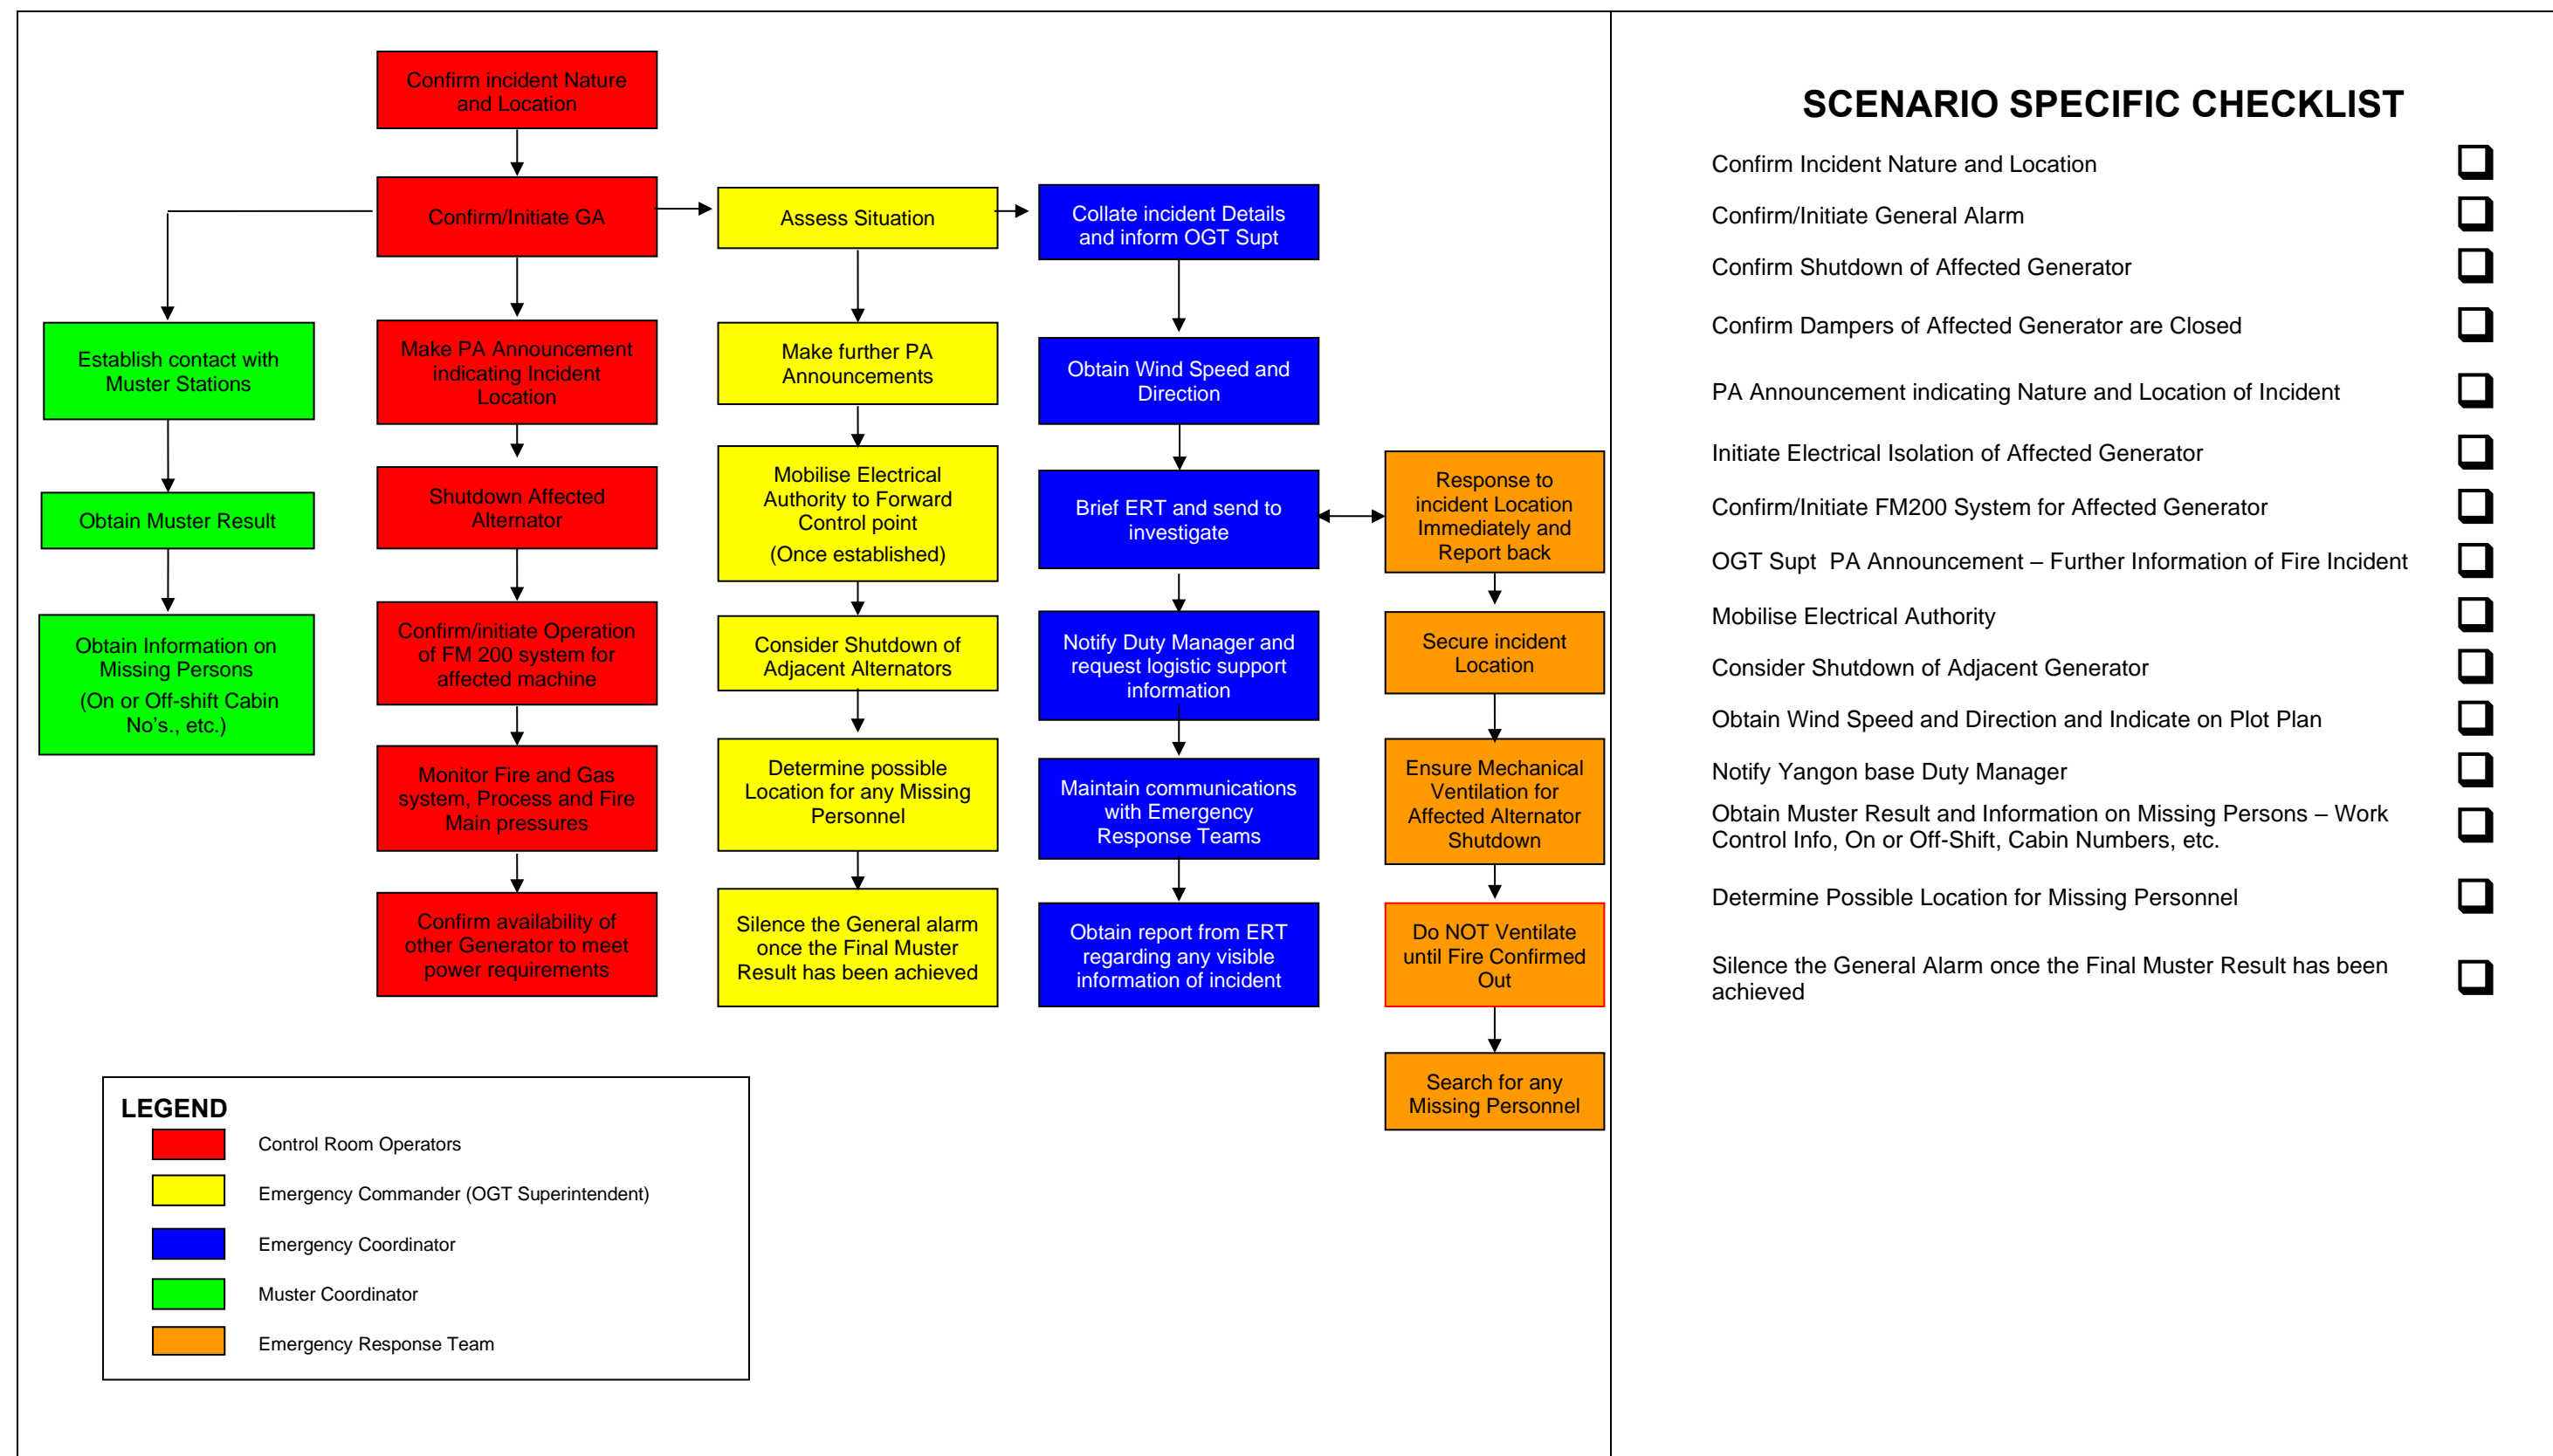 Confirm incident Nature
and Location
Confirm/Initiate GA
Assess Situation
Collate incident Details
and inform OGT Supt
Establish contact with
Muster Stations
Make PA Announcement
indicating Incident
Location
Make further PA
Announcements
Obtain Wind Speed and
Direction
Obtain Muster Result
Shutdown Affected
Alternator
Mobilise Electrical
Authority to Forward
Control point
(Once established)
Brief ERT and send to
investigate
Response to
incident Location
Immediately and
Report back
Obtain Information on
Missing Persons
(On or Off-shift Cabin
No's., etc.)
Confirm/initiate Operation
of FM 200 system for
affected machine
Consider Shutdown of
Adjacent Alternators
Notify Duty Manager and
request logistic support
information
Secure incident
Location
Monitor Fire and Gas
system, Process and Fire
Main pressures
Determine possible
Location for any Missing
Personnel
Maintain communications
with Emergency
Response Teams
Ensure Mechanical
Ventilation for
Affected Alternator
Shutdown
Confirm availability of
other Generator to meet
power requirements
Silence the General alarm
once the Final Muster
Result has been achieved
Obtain report from ERT
regarding any visible
information of incident
Do NOT Ventilate
until Fire Confirmed
Out
Search for any
Missing Personnel
LEGEND
Control Room Operators
Emergency Commander (OGT Superintendent)
Emergency Coordinator
Muster Coordinator
Emergency Response Team
SCENARIO SPECIFIC CHECKLIST
Confirm Incident Nature and Location
Confirm/Initiate General Alarm
Confirm Shutdown of Affected Generator
Confirm Dampers of Affected Generator are Closed
PA Announcement indicating Nature and Location of Incident
Initiate Electrical Isolation of Affected Generator
Confirm/Initiate FM200 System for Affected Generator
OGT Supt PA Announcement – Further Information of Fire Incident
Mobilise Electrical Authority
Consider Shutdown of Adjacent Generator
Obtain Wind Speed and Direction and Indicate on Plot Plan
Notify Yangon base Duty Manager
Obtain Muster Result and Information on Missing Persons – Work
Control Info, On or Off-Shift, Cabin Numbers, etc.
Determine Possible Location for Missing Personnel
Silence the General Alarm once the Final Muster Result has been
achieved